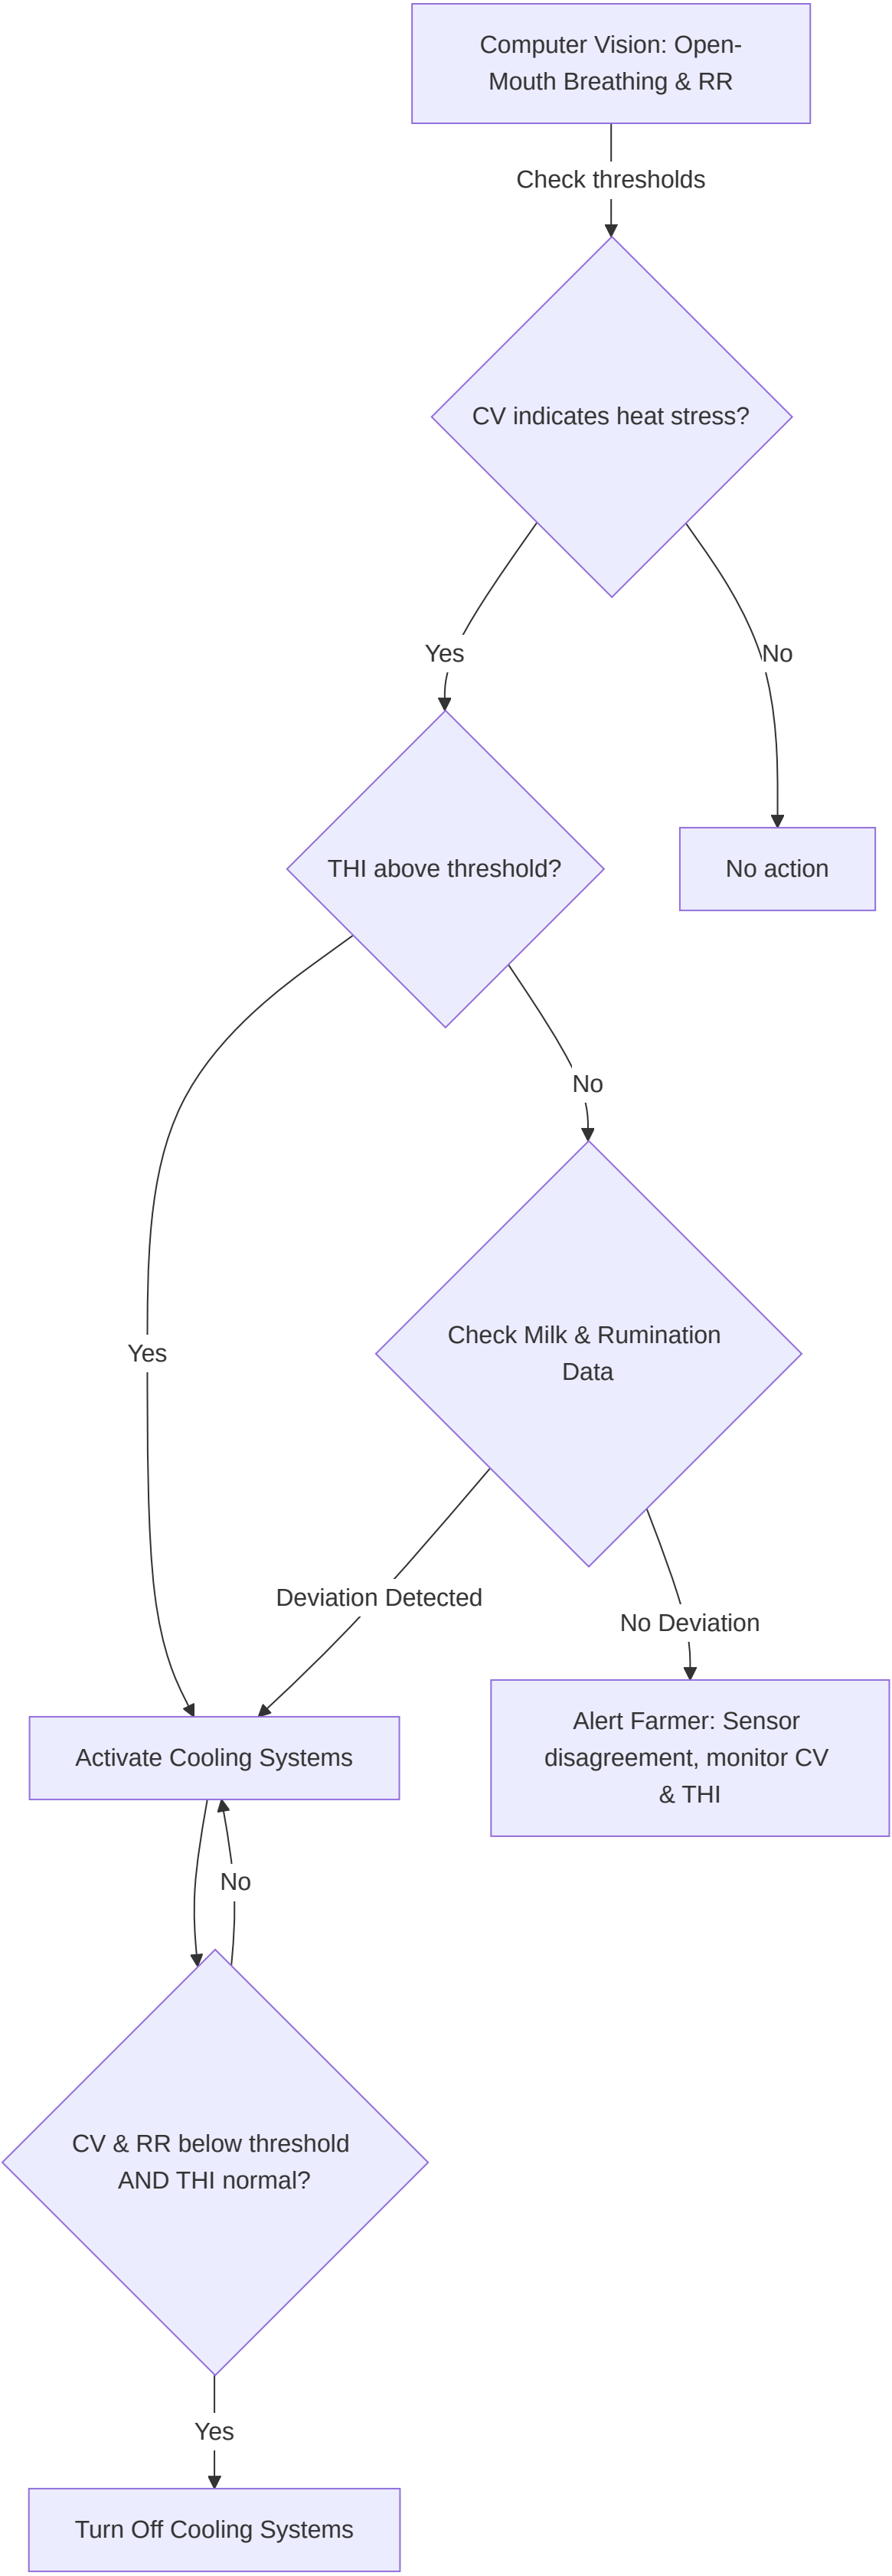 Computer Vision: Open-
Mouth Breathing & RR
Check thresholds
CV indicates heat stress?
Yes
No
THI above threshold?
No action
No
Yes
Check Milk & Rumination
Data
Deviation Detected
No Deviation
Activate Cooling Systems
Alert Farmer: Sensor
disagreement, monitor CV
& THI
No
CV & RR below threshold
AND THI normal?
Yes
Turn Off Cooling Systems